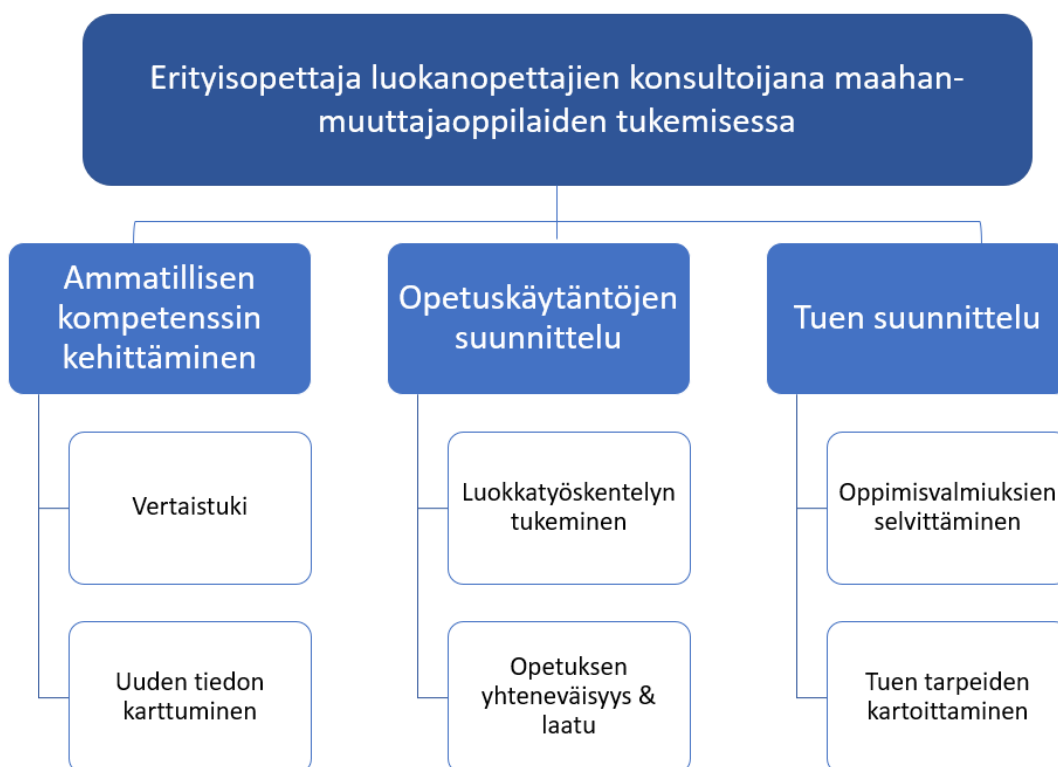 Erityisopettaja luokanopettajien konsultoijana maahan-
muuttajaoppilaiden tukemisessa
Ammatillisen
kompetenssin
kehittäminen
Vertaistuki
Uuden tiedon
karttuminen
Opetuskäytäntöjen
suunnittelu
Luokkatyöskentelyn
tukeminen
Opetuksen
yhteneväisyys &
laatu
Tuen suunnittelu
Oppimisvalmiuksien
selvittäminen
Tuen tarpeiden
kartoittaminen